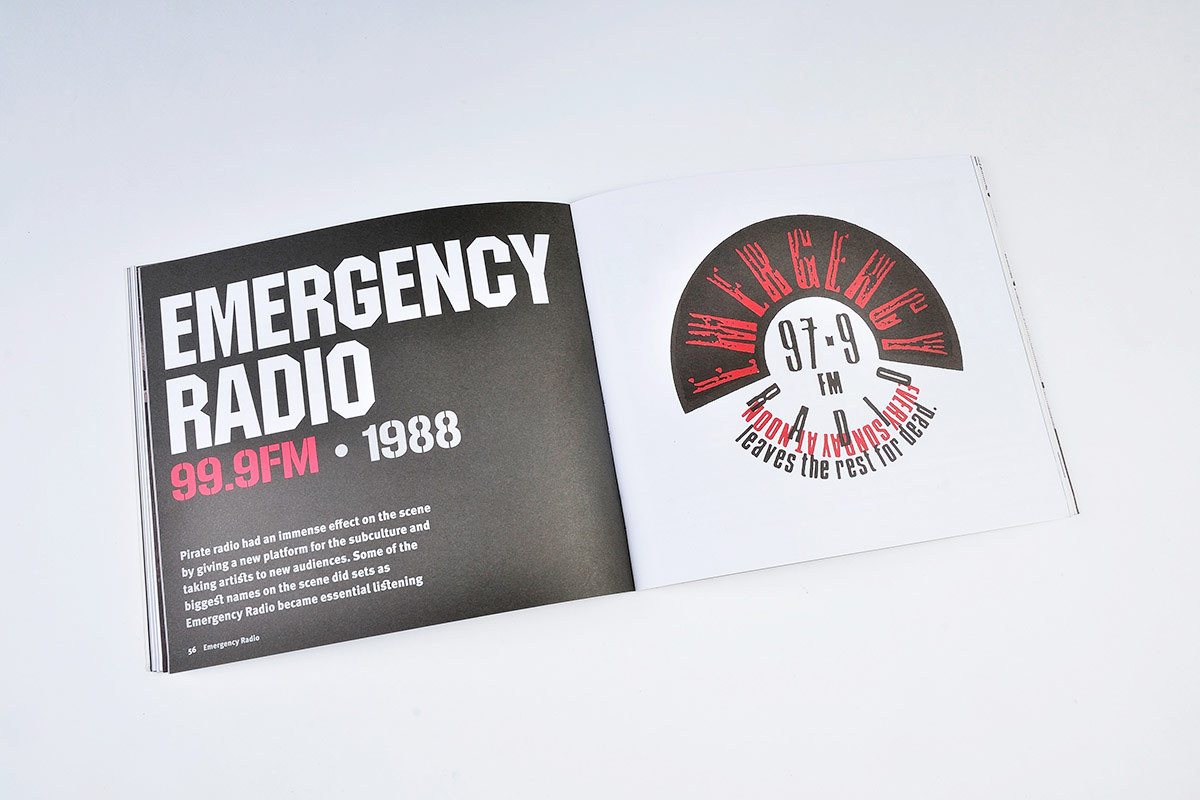 EMERGENCY
RADIO
99.9FM • 1988
Pirate radio had an immense effect on the scene
by giving a new platform for the subculture and
taking artists to new audiences. Some of the
biggest names on the scene did sets as
Emergency Radio became essential listening
56 Emergency Radio
EMERGENCY
97·9
FM
RADIO
EVERY SUNDAY AT NOON
leaves the rest for dead.